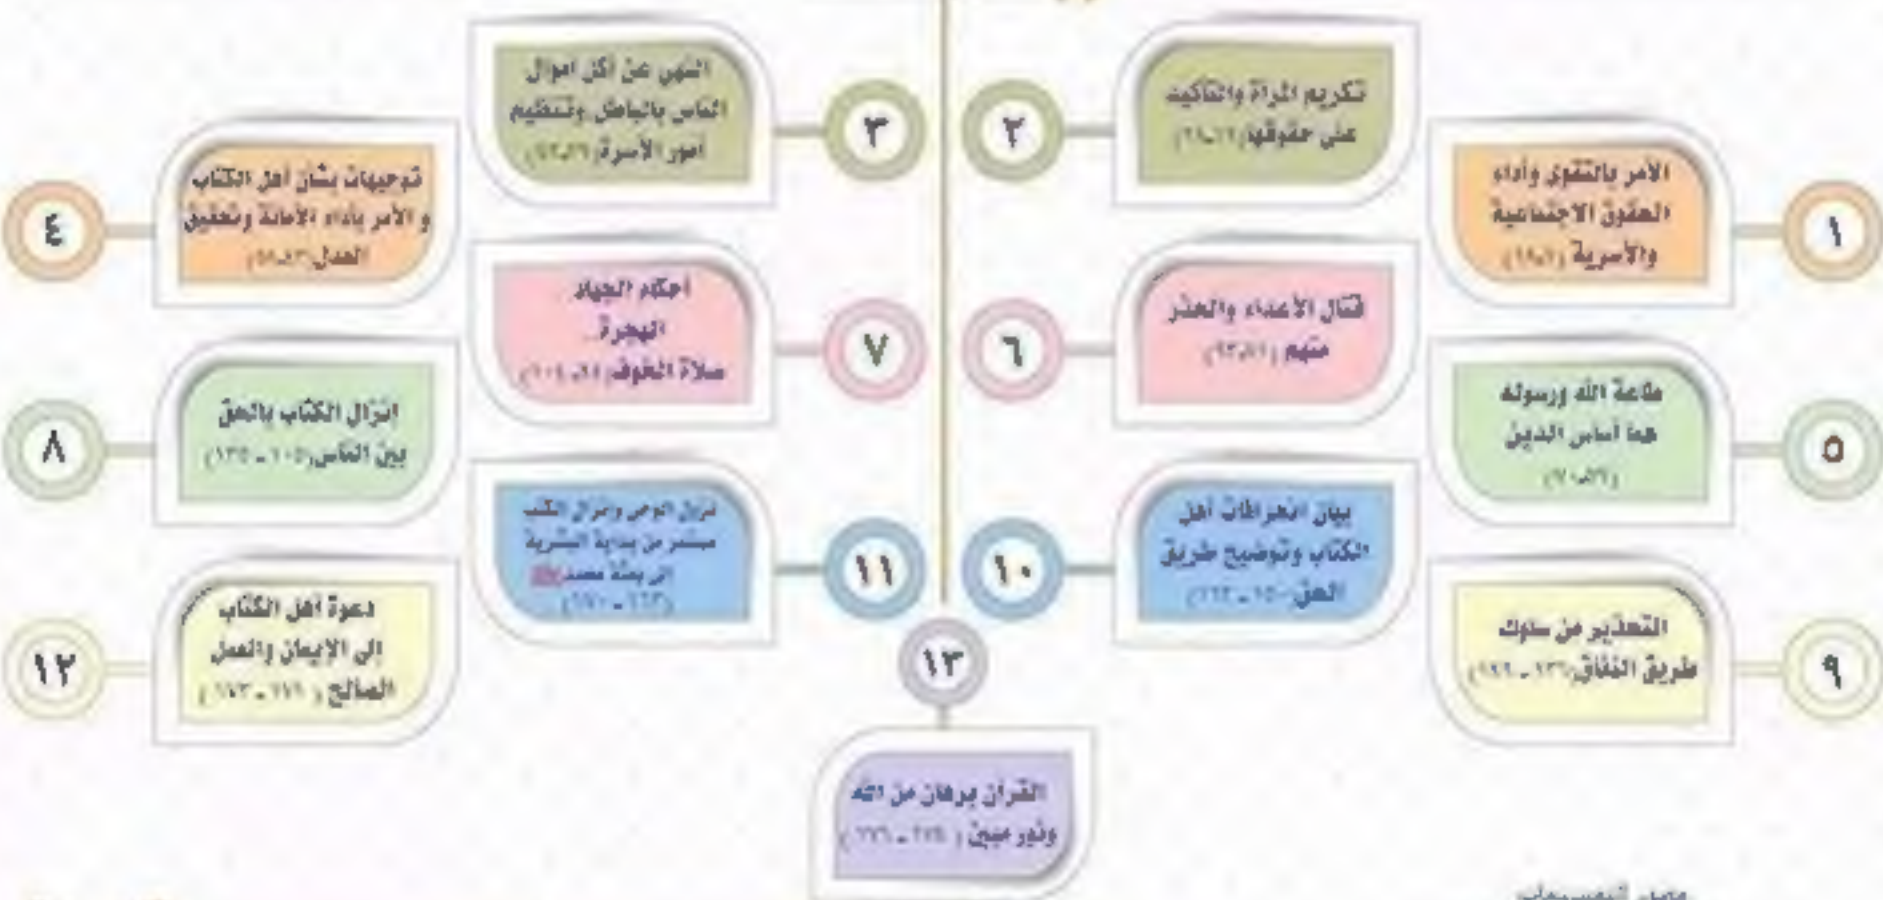 ١
الأمر بالتقوى وأداء
الحقوق الاجتماعية
والأسرية
٢
تكريم المرأة والتأكيد
على حقوقها
٣
النهي عن أكل أموال
الناس بالباطل وتنظيم
أمور الأسرة
٤
توجيهات بشأن أهل الكتاب
و الأمر بأداء الأمانة وتحقيق
العدل
٥
طاعة الله ورسوله
هما أساس الدين
٦
قتال الأعداء والحذر
منهم
٧
أحكام الجهاد
الهجرة
صلاة الخوف
٨
إنزال الكتاب بالحق
بين الناس (١٠٥ - ١٣٥)
٩
التحذير من سلوك
طريق النفاق
١٠
بيان انحرافات أهل
الكتاب وتوضيح طريق
الحق
١١
نزول الوحي وإنزال الكتب
مستمر من بداية البشرية
إلى بعثة محمد
١٢
دعوة أهل الكتاب
إلى الإيمان والعمل
الصالح
١٣
القرآن برهان من الله
ونور مبين